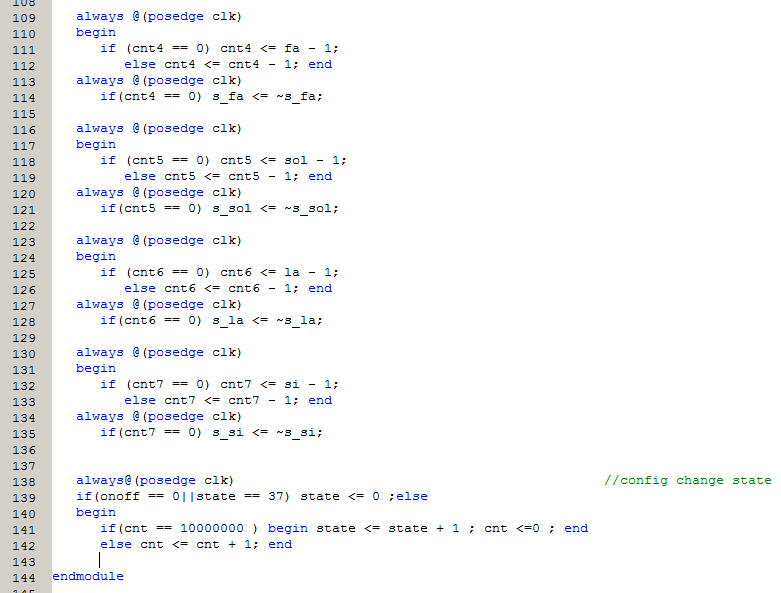 108
109 always @(posedge clk)
110 begin
111 if (cnt4 == 0) cnt4 <= fa - 1;
112 else cnt4 <= cnt4 - 1; end
113 always @(posedge clk)
114 if(cnt4 == 0) s_fa <= ~s_fa;
115
116 always @(posedge clk)
117 begin
118 if (cnt5 == 0) cnt5 <= sol - 1;
119 else cnt5 <= cnt5 - 1; end
120 always @(posedge clk)
121 if(cnt5 == 0) s_sol <= ~s_sol;
122
123 always @(posedge clk)
124 begin
125 if (cnt6 == 0) cnt6 <= la - 1;
126 else cnt6 <= cnt6 - 1; end
127 always @(posedge clk)
128 if(cnt6 == 0) s_la <= ~s_la;
129
130 always @(posedge clk)
131 begin
132 if (cnt7 == 0) cnt7 <= si - 1;
133 else cnt7 <= cnt7 - 1; end
134 always @(posedge clk)
135 if(cnt7 == 0) s_si <= ~s_si;
136
137
138 always@(posedge clk) //config change state
139 if(onoff == 0||state == 37) state <= 0 ;else
140 begin
141 if(cnt == 10000000 ) begin state <= state + 1 ; cnt <=0 ; end
142 else cnt <= cnt + 1; end
143
144 endmodule
145